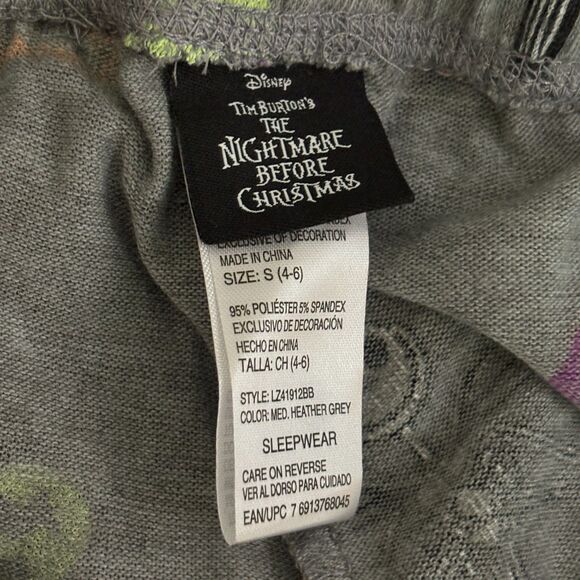 Disney
Tim Burton's
THE
NIGHTMARE
BEFORE
CHRISTMAS
EXCLUSIVE OF DECORATION
MADE IN CHINA
SIZE: S (4-6)
95% POLIÉSTER 5% SPANDEX
EXCLUSIVO DE DECORACIÓN
HECHO EN CHINA
TALLA: CH (4-6)
STYLE: LZ41912BB
COLOR: MED. HEATHER GREY
SLEEPWEAR
CARE ON REVERSE
VER AL DORSO PARA CUIDADO
EAN/UPC 7 6913768045